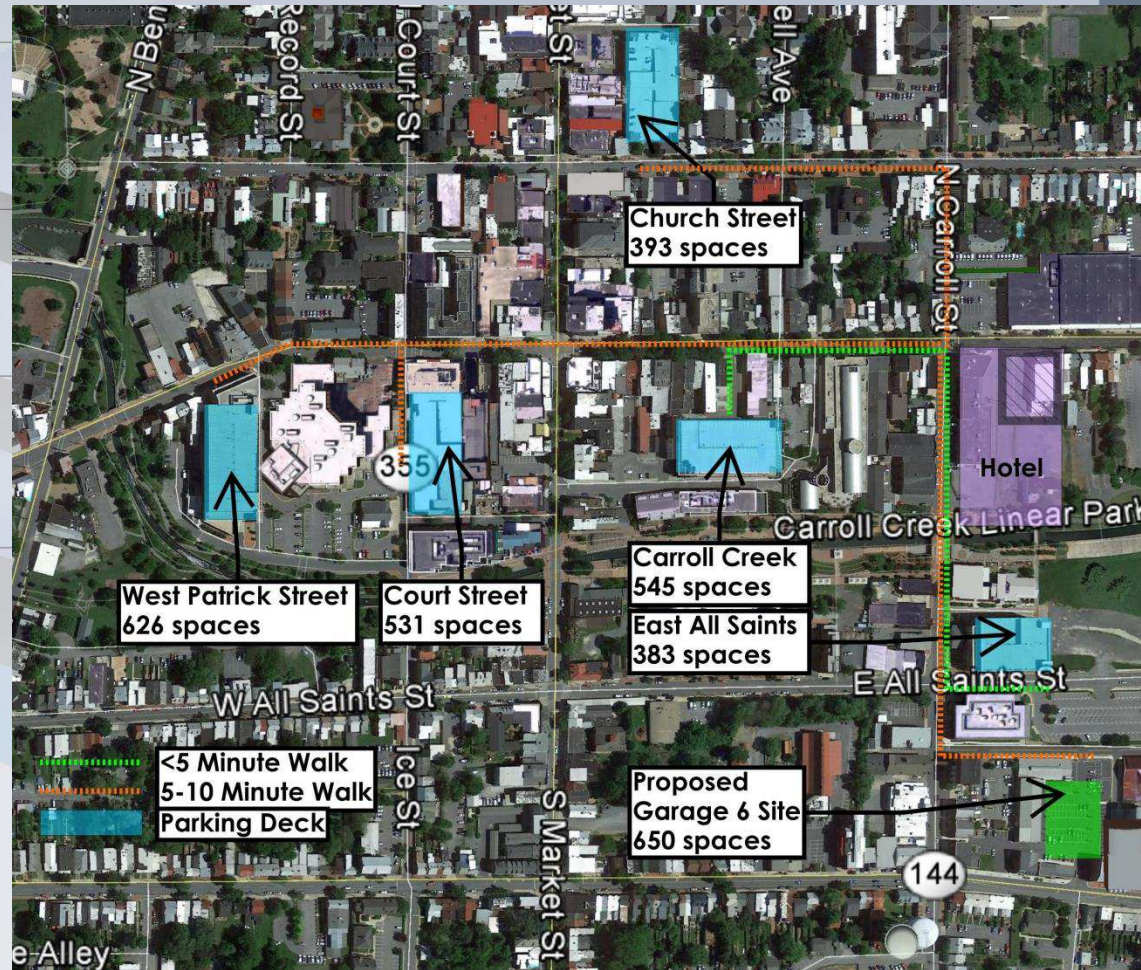 N Ben
Record St
Court St
et St
ell Ave
N Carroll St
Church Street
393 spaces
355
Hotel
Carroll Creek Linear Park
West Patrick Street
626 spaces
Court Street
531 spaces
Carroll Creek
545 spaces
East All Saints
383 spaces
W All Saints St
E All Saints St
<5 Minute Walk
5-10 Minute Walk
Parking Deck
Ice St
S Market St
Proposed
Garage 6 Site
650 spaces
144
e Alley